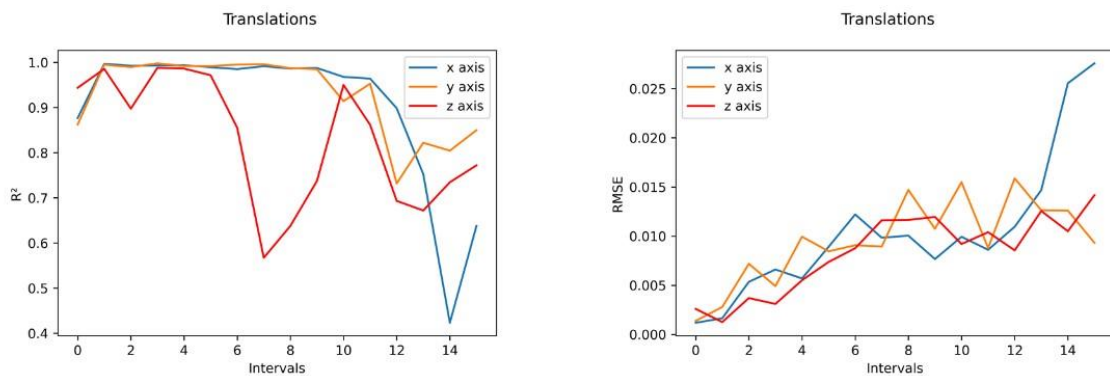 Translations
1.0
0.9
0.8
0.7
0.6
0.5
0.4
R²
x axis
y axis
z axis
0 2 4 6 8 10 12 14
Intervals
Translations
0.025
0.020
0.015
0.010
0.005
0.000
RMSE
x axis
y axis
z axis
0 2 4 6 8 10 12 14
Intervals